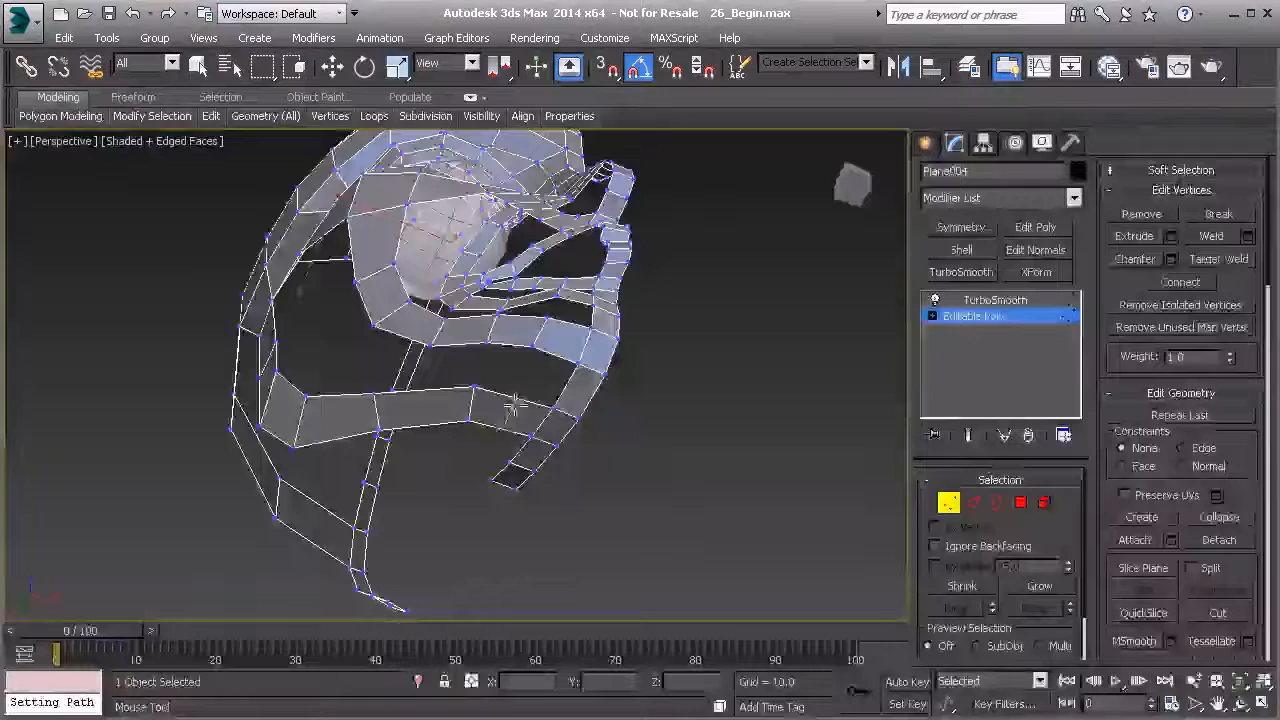 Workspace: Default
Autodesk 3ds Max 2014 x64 - Not for Resale 26_Begin.max
Type a keyword or phrase
Edit Tools Group Views Create Modifiers Animation Graph Editors Rendering Customize MAXScript Help
All View Create Selection Se
Modeling Freeform Selection Object Paint Populate
Polygon Modeling Modify Selection Edit Geometry (All) Vertices Loops Subdivision Visibility Align Properties
[+] [Perspective] [Shaded + Edged Faces]
Plane004
Modifier List
Symmetry Edit Poly
Shell Edit Normals
TurboSmooth XForm
TurboSmooth
Editable Poly
Selection
Ignore Backfacing
Shrink Grow
Preview Selection
Off SubObj Multi
Soft Selection
Edit Vertices
Remove Break
Extrude Weld
Chamfer Target Weld
Connect
Remove Isolated Vertices
Remove Unused Map Verts
Weight: 1.0
Edit Geometry
Repeat Last
Constraints
None Edge
Face Normal
Preserve UVs
Create Collapse
Attach Detach
Slice Plane Split
QuickSlice Cut
MSmooth Tessellate
0 / 100
10 20 30 40 50 60 70 80 90 100
1 Object Selected X: Y: Z: Grid = 10.0 Auto Key Selected
Setting Path Mouse Tool Add Time Tag Set Key Key Filters... 0